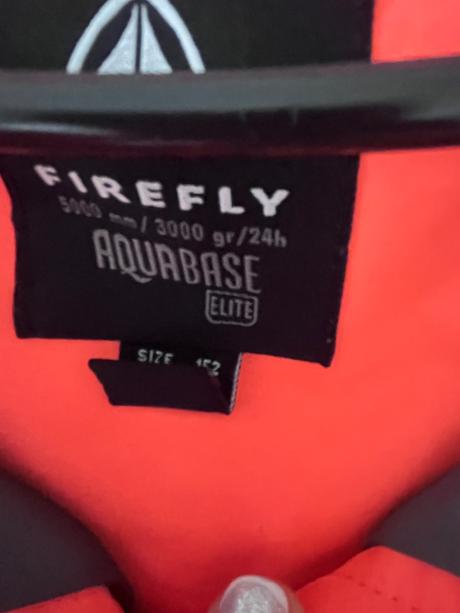 FIREFLY
5000 mm/ 3000 gr/24h
AQUABASE
ELITE
SIZE 152